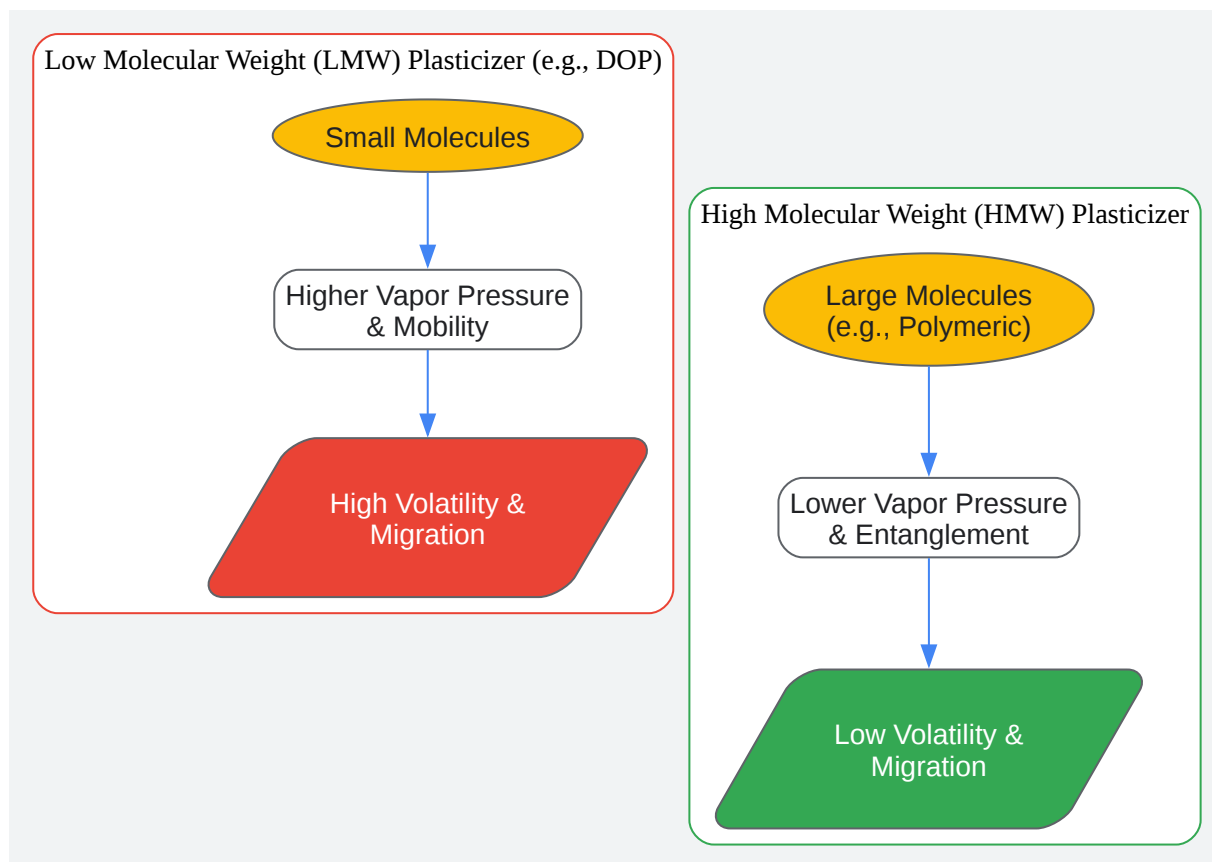 Low Molecular Weight (LMW) Plasticizer (e.g., DOP)
Small Molecules
Higher Vapor Pressure
& Mobility
High Volatility &
Migration
High Molecular Weight (HMW) Plasticizer
Large Molecules
(e.g., Polymeric)
Lower Vapor Pressure
& Entanglement
Low Volatility &
Migration